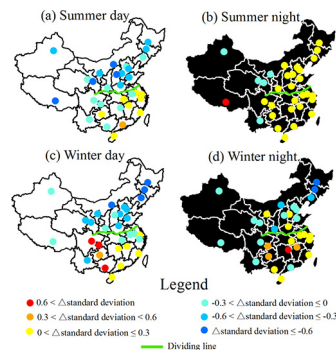 (a) Summer day
(b) Summer night.
(c) Winter day
(d) Winter night.
Legend
0.6 < △standard deviation
0.3 < △standard deviation < 0.6
0 < △standard deviation ≤ 0.3
-0.3 < △standard deviation ≤ 0
-0.6 < △standard deviation ≤ -0.3
△standard deviation ≤ -0.6
Dividing line